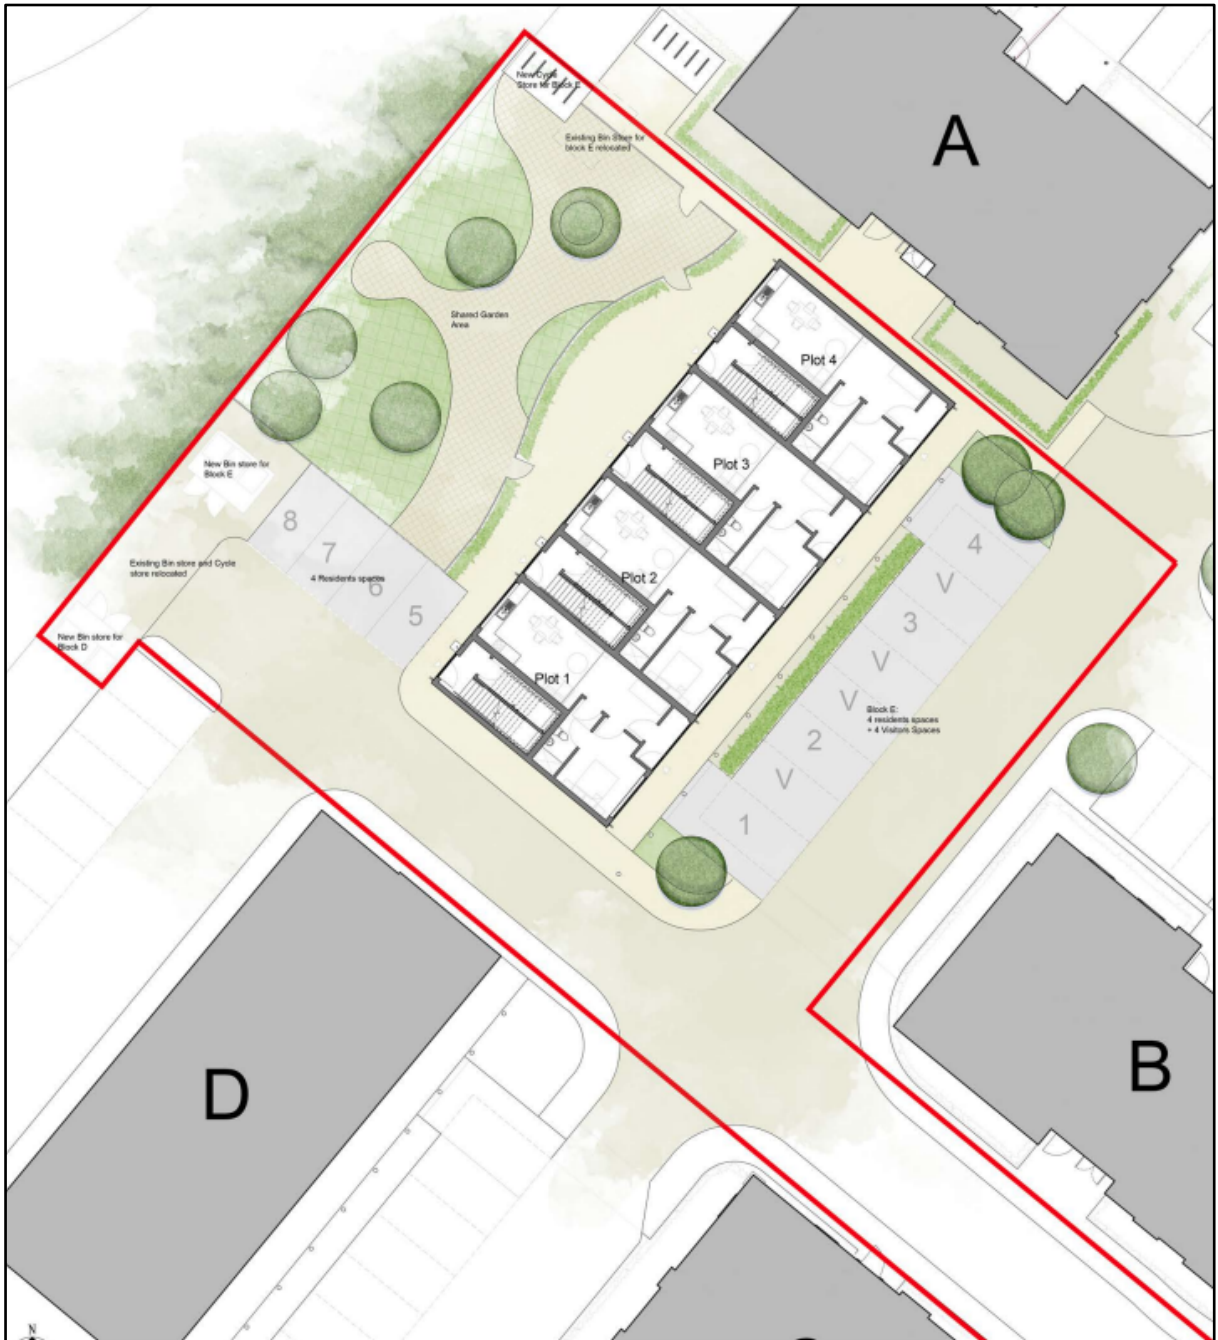 New Cycle
Store for Block E
Existing Bin Store for
block E relocated
A
Shared Garden
Area
Plot 4
Plot 3
New Bin store for
Block E
8
7
6
5
4 Residents spaces
Existing Bin store and Cycle
store relocated
Plot 2
4
V
3
V
V
2
V
1
New Bin store for
Block D
Plot 1
Block E:
4 residents spaces
+ 4 Visitors Spaces
D
B
N